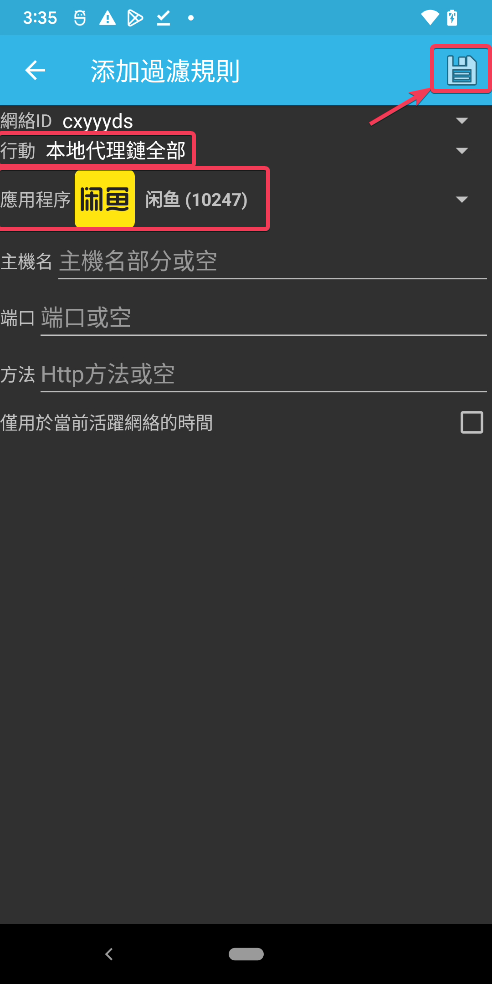 3:35
添加過濾規則
網絡ID cxyyyds
行動 本地代理鏈全部
應用程序 闲鱼 闲鱼 (10247)
主機名 主機名部分或空
端口 端口或空
方法 Http方法或空
僅用於當前活躍網絡的時間